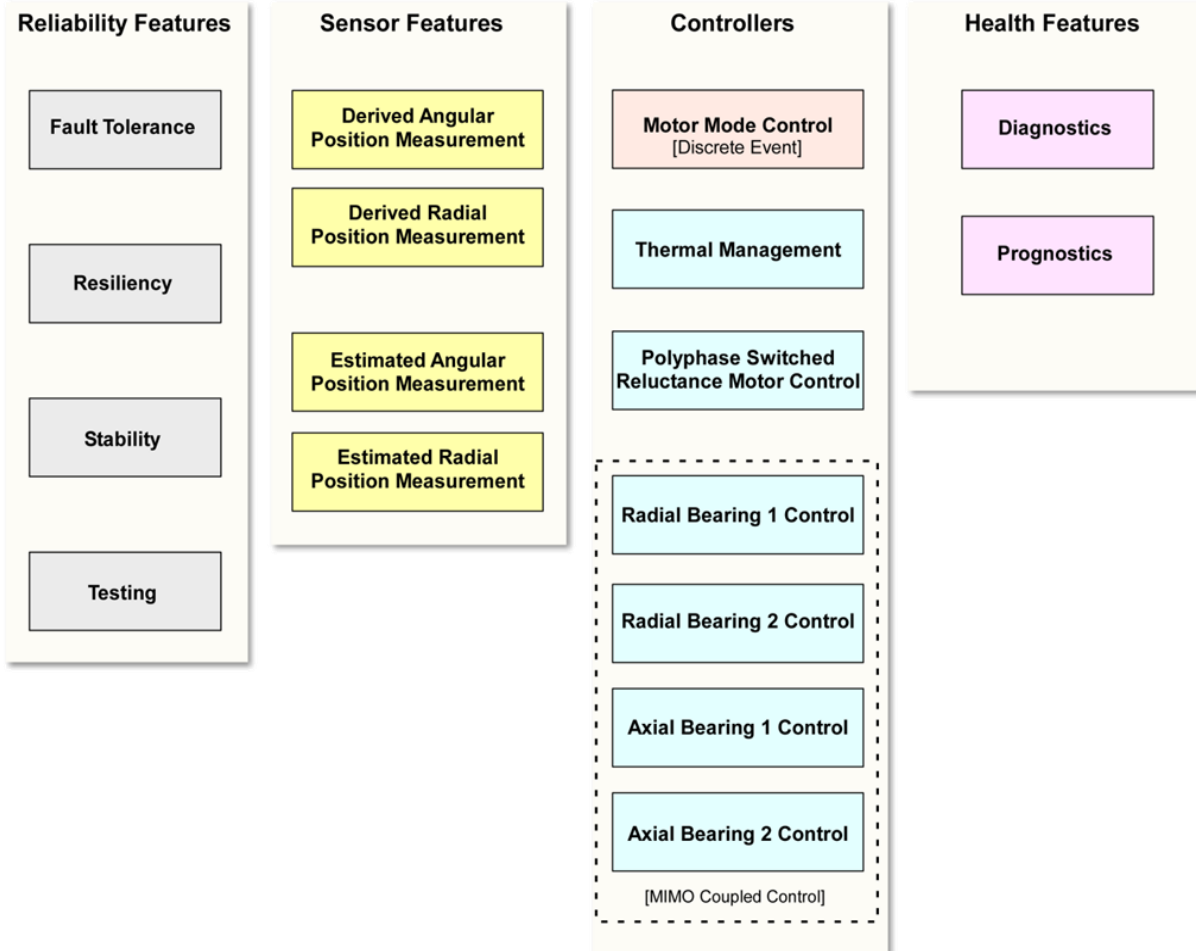 Reliability Features
Fault Tolerance
Resiliency
Stability
Testing
Sensor Features
Derived Angular
Position Measurement
Derived Radial
Position Measurement
Estimated Angular
Position Measurement
Estimated Radial
Position Measurement
Controllers
Motor Mode Control
[Discrete Event]
Thermal Management
Polyphase Switched
Reluctance Motor Control
Radial Bearing 1 Control
Radial Bearing 2 Control
Axial Bearing 1 Control
Axial Bearing 2 Control
[MIMO Coupled Control]
Health Features
Diagnostics
Prognostics